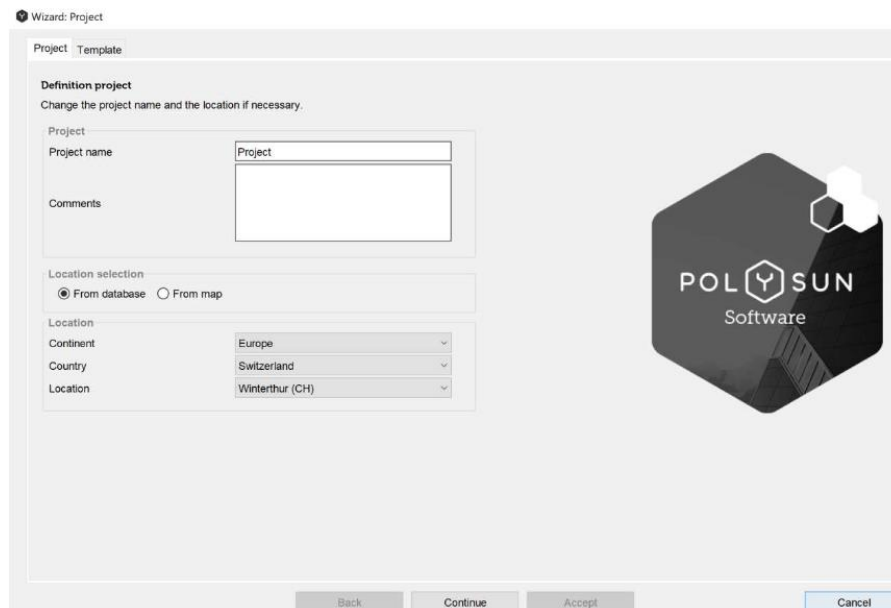 Wizard: Project
Project Template
Definition project
Change the project name and the location if necessary.
Project
Project name Project
Comments
Location selection
From database From map
Location
Continent Europe
Country Switzerland
Location Winterthur (CH)
POLYSUN
Software
Back Continue Accept Cancel